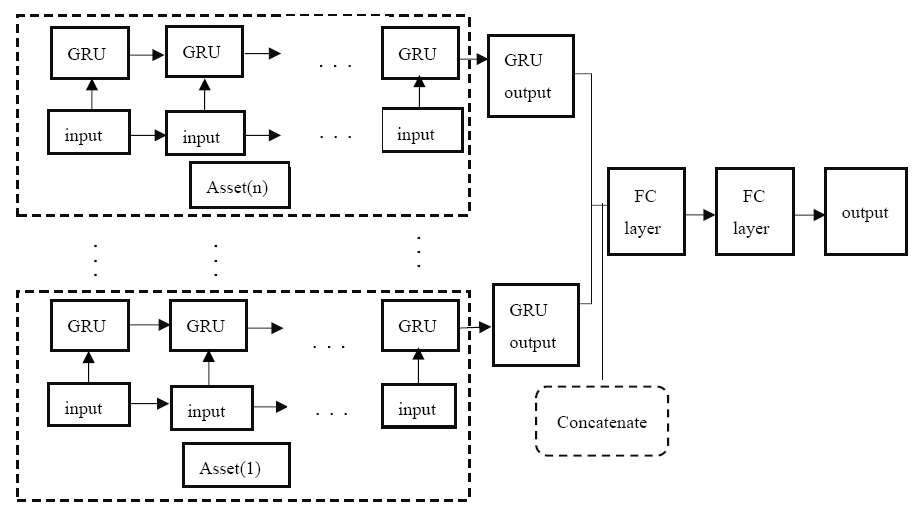 GRU
GRU
. . .
GRU
GRU
output
input
input
. . .
input
Asset(n)
FC
layer
FC
layer
output
GRU
GRU
. . .
GRU
GRU
output
input
input
. . .
input
Concatenate
Asset(1)